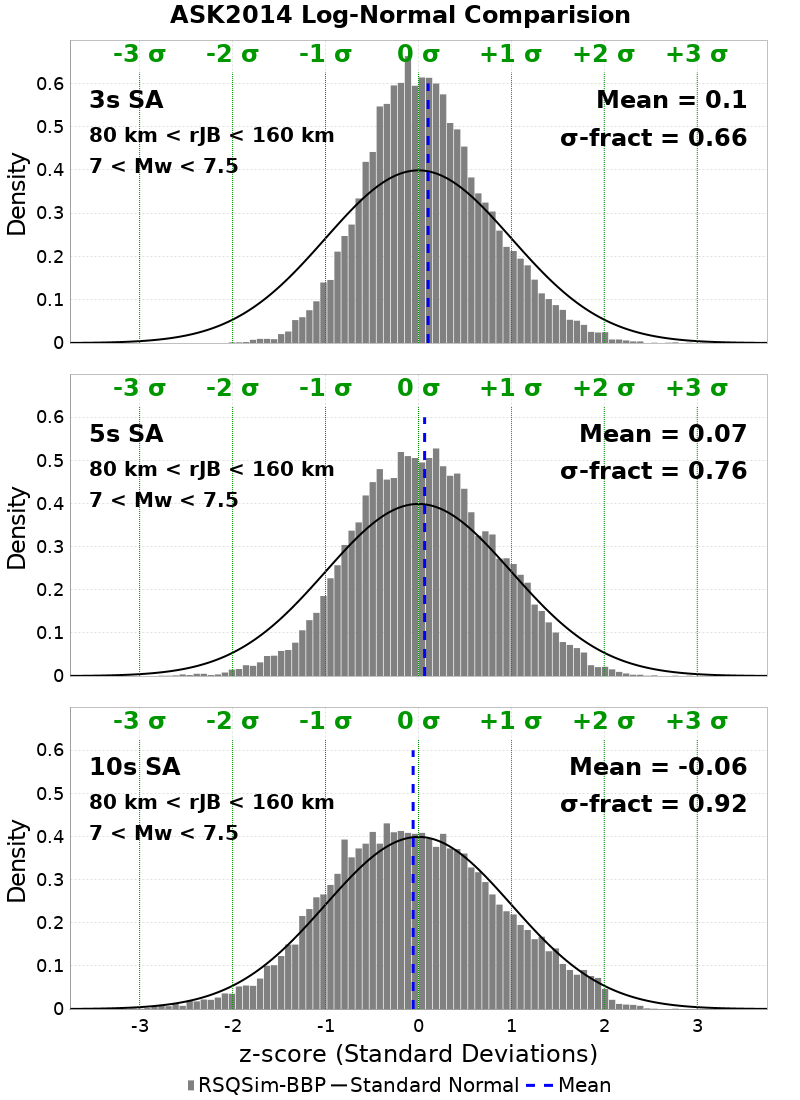 ASK2014 Log-Normal Comparision
-3 σ -2 σ -1 σ 0 σ +1 σ +2 σ +3 σ
3s SA
Mean = 0.1
80 km < rJB < 160 km
σ-fract = 0.66
7 < Mw < 7.5
Density
0.6
0.5
0.4
0.3
0.2
0.1
0
-3 σ -2 σ -1 σ 0 σ +1 σ +2 σ +3 σ
5s SA
Mean = 0.07
80 km < rJB < 160 km
σ-fract = 0.76
7 < Mw < 7.5
Density
0.6
0.5
0.4
0.3
0.2
0.1
0
-3 σ -2 σ -1 σ 0 σ +1 σ +2 σ +3 σ
10s SA
Mean = -0.06
80 km < rJB < 160 km
σ-fract = 0.92
7 < Mw < 7.5
Density
0.6
0.5
0.4
0.3
0.2
0.1
0
-3 -2 -1 0 1 2 3
z-score (Standard Deviations)
RSQSim-BBP Standard Normal Mean